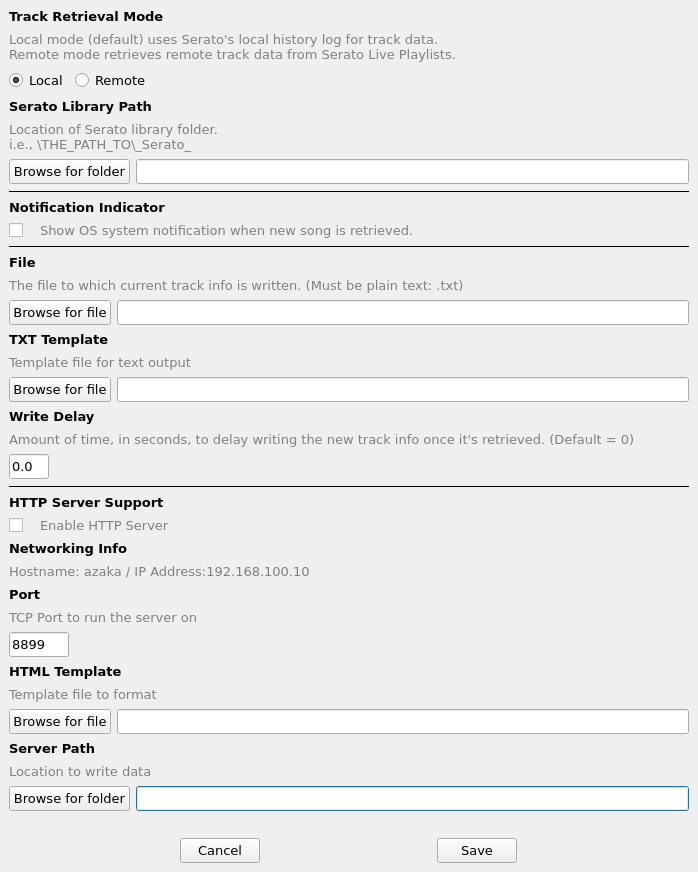 Track Retrieval Mode
Local mode (default) uses Serato's local history log for track data.
Remote mode retrieves remote track data from Serato Live Playlists.
Local Remote
Serato Library Path
Location of Serato library folder.
i.e., \THE_PATH_TO\_Serato_
Browse for folder
Notification Indicator
Show OS system notification when new song is retrieved.
File
The file to which current track info is written. (Must be plain text: .txt)
Browse for file
TXT Template
Template file for text output
Browse for file
Write Delay
Amount of time, in seconds, to delay writing the new track info once it's retrieved. (Default = 0)
0.0
HTTP Server Support
Enable HTTP Server
Networking Info
Hostname: azaka / IP Address:192.168.100.10
Port
TCP Port to run the server on
8899
HTML Template
Template file to format
Browse for file
Server Path
Location to write data
Browse for folder
Cancel Save